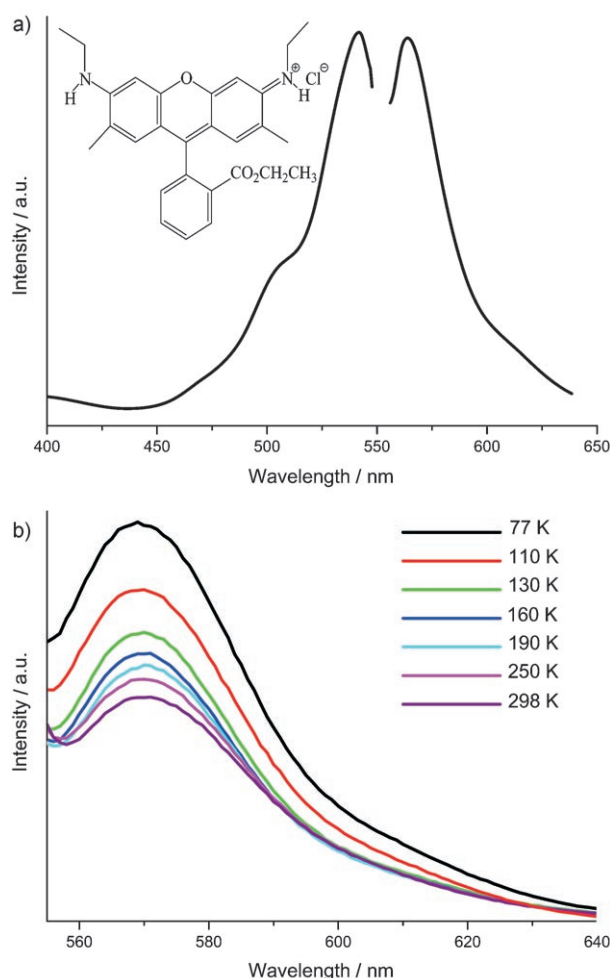 a)
N
H
O
N⊕
H
Cl⊖
CO₂CH₂CH₃
Intensity / a.u.
400 450 500 550 600 650
Wavelength / nm
b)
77 K
110 K
130 K
160 K
190 K
250 K
298 K
Intensity / a.u.
560 580 600 620 640
Wavelength / nm